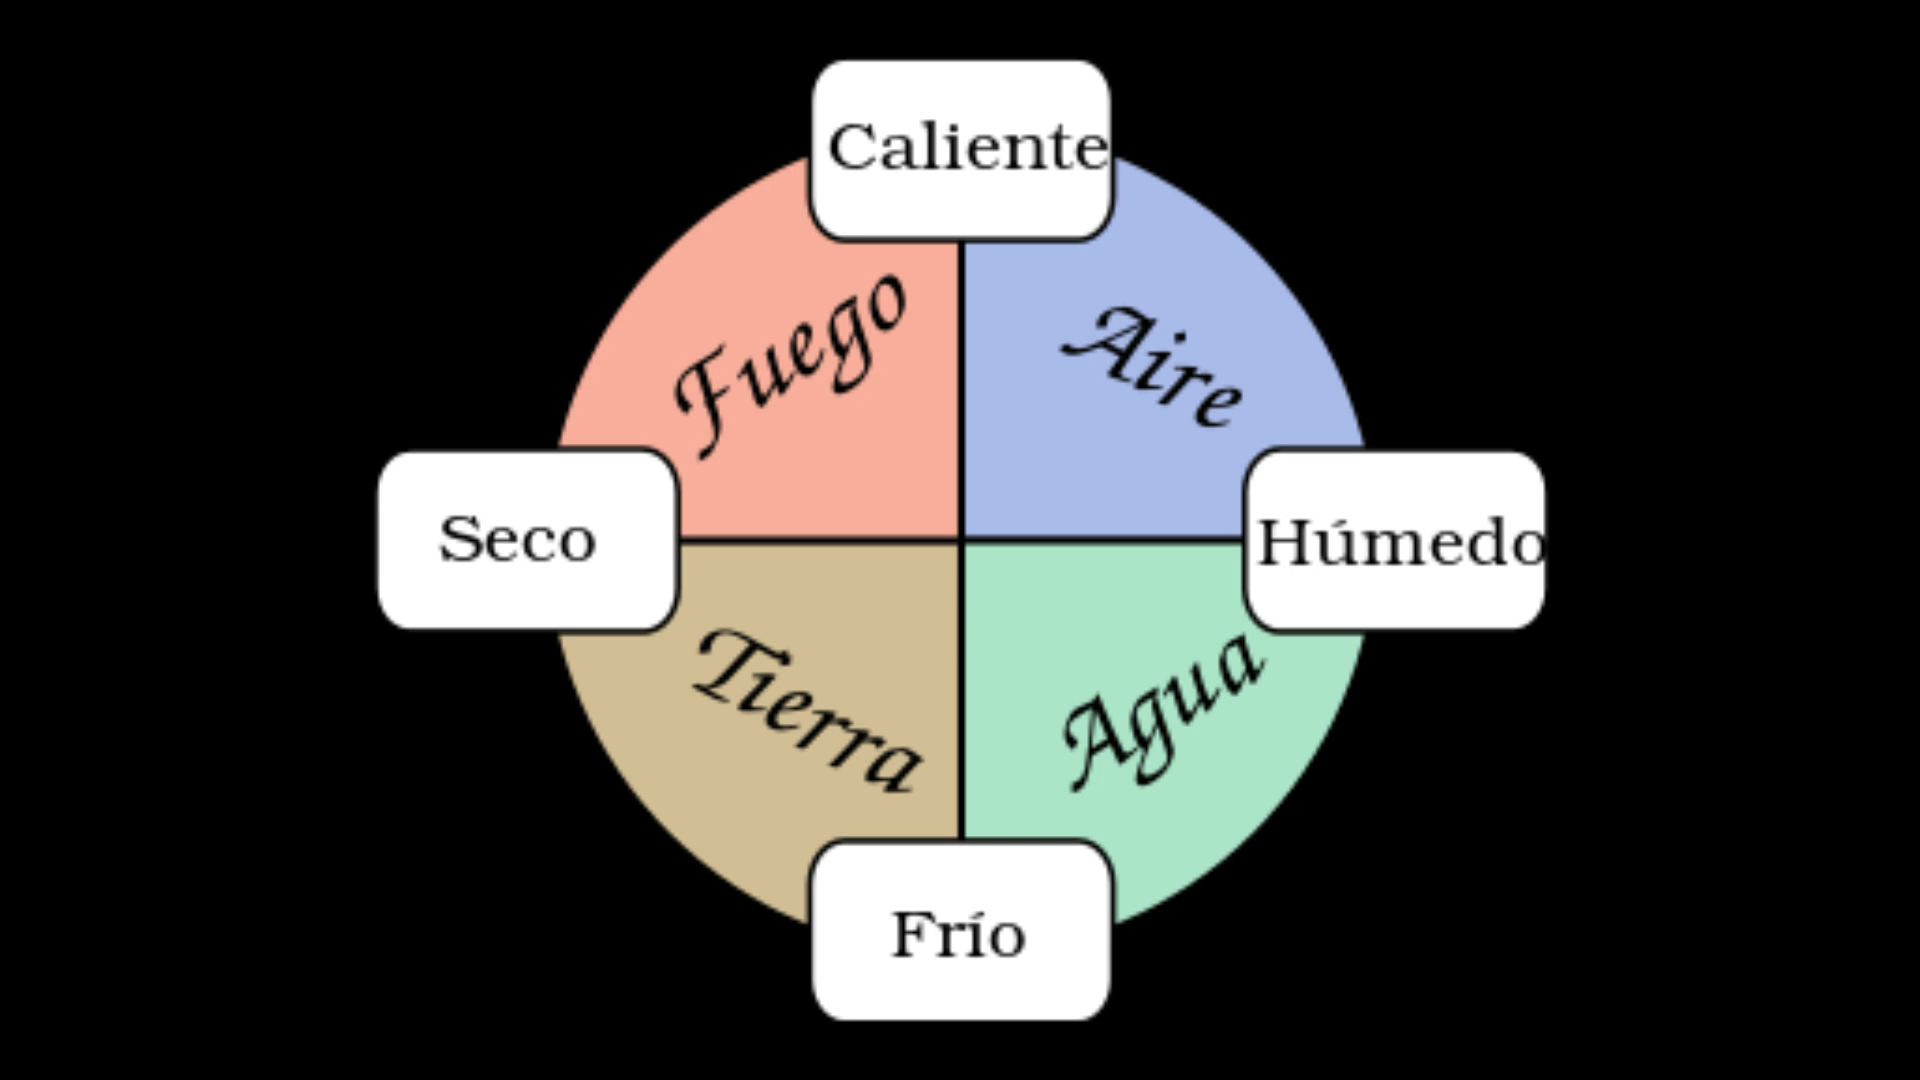 Caliente
Fuego
Aire
Seco
Húmedo
Tierra
Agua
Frío